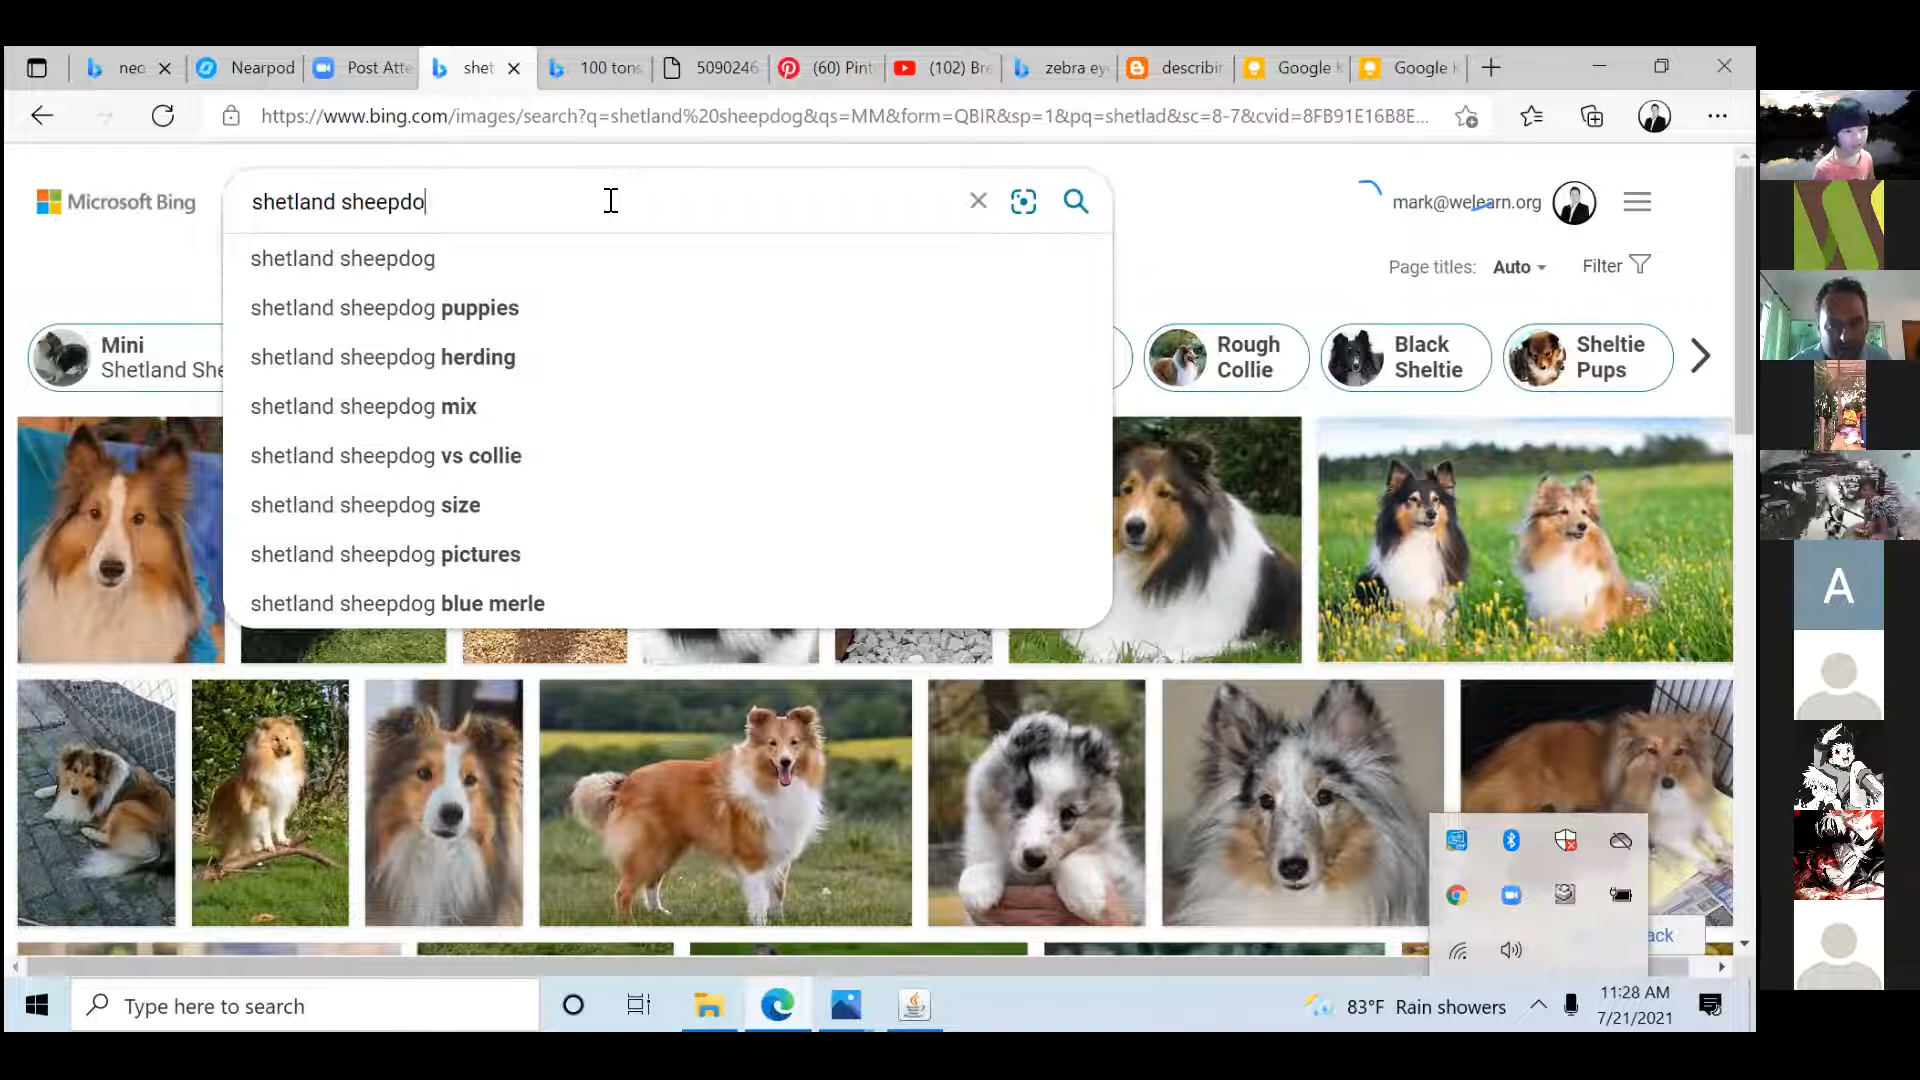 nec
Nearpod
Post Atte
shet
100 tons
5090246
(60) Pint
(102) Bre
zebra ey
describir
Google k
Google k
https://www.bing.com/images/search?q=shetland%20sheepdog&qs=MM&form=QBIR&sp=1&pq=shetlad&sc=8-7&cvid=8FB91E16B8E...
Microsoft Bing
shetland sheepdo
mark@welearn.org
shetland sheepdog
Page titles: Auto
Filter
shetland sheepdog puppies
shetland sheepdog herding
shetland sheepdog mix
shetland sheepdog vs collie
shetland sheepdog size
shetland sheepdog pictures
shetland sheepdog blue merle
Mini
Shetland She
Rough
Collie
Black
Sheltie
Sheltie
Pups
A
ack
Type here to search
83°F Rain showers
11:28 AM
7/21/2021